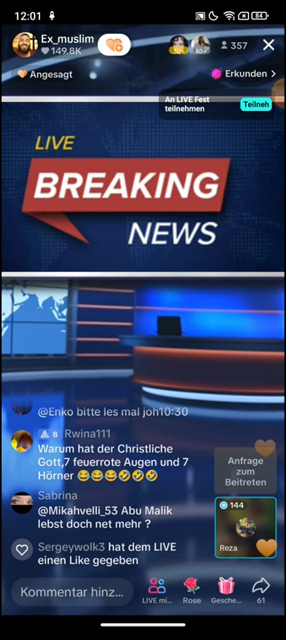 12:01
84
Ex_muslim
149.8K
357
Angesagt
Erkunden >
An LIVE Fest
teilnehmen
Teilneh
LIVE
BREAKING
NEWS
@Enko bitte les mal joh10:30
8 Rwina111
Warum hat der Christliche
Gott,7 feuerrote Augen und 7
Hörner 😂😂😂🤣🤣🤣
Anfrage
zum
Beitreten
Sabrina
@Mikahvelli_53 Abu Malik
lebst doch net mehr ?
144
Reza
Sergeywolk3 hat dem LIVE
einen Like gegeben
Kommentar hinz...
LIVE mi...
Rose
Gesche...
61